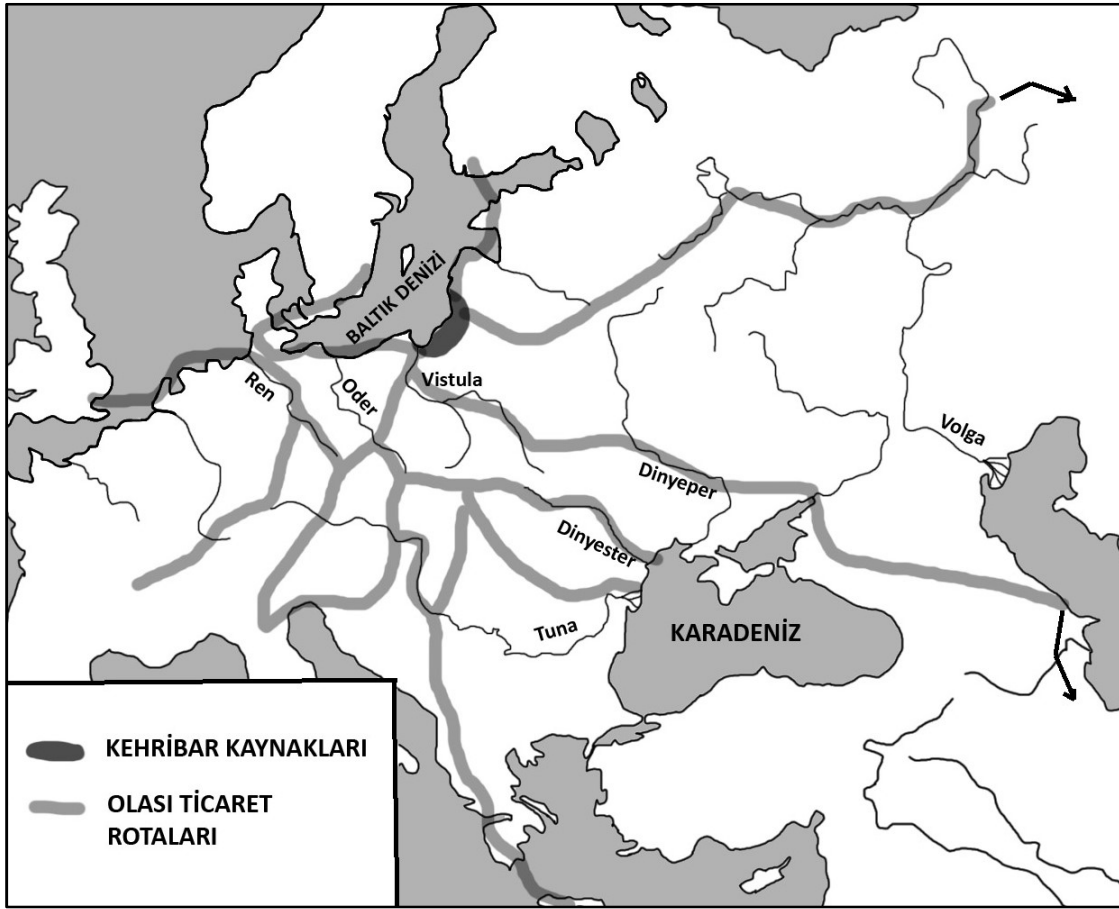 BALTIK DENİZİ
Ren
Oder
Vistula
Volga
Dinyeper
Dinyester
Tuna
KARADENİZ
KEHRİBAR KAYNAKLARI
OLASI TİCARET
ROTALARI